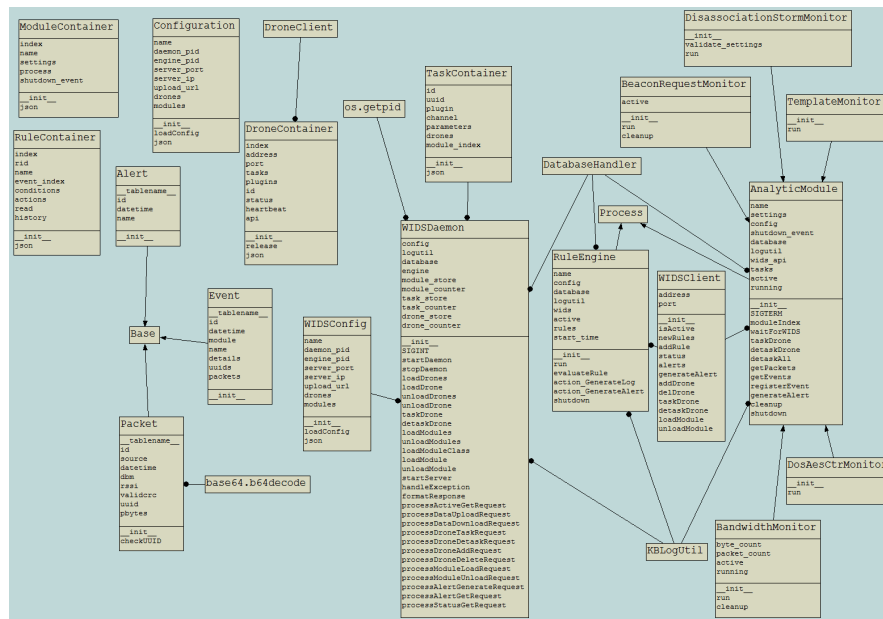 ModuleContainer
index
name
settings
process
shutdown_event
__init__
json
Configuration
name
daemon_pid
engine_pid
server_port
server_ip
upload_url
drones
modules
__init__
loadConfig
json
DroneClient
DisassociationStormMonitor
__init__
validate_settings
run
TaskContainer
id
uuid
plugin
channel
parameters
drones
module_index
__init__
json
BeaconRequestMonitor
active
__init__
run
cleanup
TemplateMonitor
__init__
run
os.getpid
RuleContainer
index
rid
name
event_index
conditions
actions
read
history
__init__
json
DroneContainer
index
address
port
tasks
plugins
id
status
heartbeat
api
__init__
release
json
Alert
__tablename__
id
datetime
name
__init__
DatabaseHandler
Process
AnalyticModule
name
settings
config
shutdown_event
database
logutil
wids_api
tasks
active
running
__init__
SIGTERM
moduleIndex
waitForWIDS
taskDrone
detaskDrone
detaskAll
getPackets
getEvents
registerEvent
generateAlert
cleanup
shutdown
WIDSDaemon
config
logutil
database
engine
module_store
module_counter
task_store
task_counter
drone_store
drone_counter
__init__
SIGINT
startDaemon
stopDaemon
loadDrones
loadDrone
unloadDrones
unloadDrone
taskDrone
detaskDrone
loadModules
unloadModules
loadModuleClass
loadModule
unloadModule
startServer
handleException
formatResponse
processActiveGetRequest
processDataUploadRequest
processDataDownloadRequest
processDroneTaskRequest
processDroneDetaskRequest
processDroneAddRequest
processDroneDeleteRequest
processModuleLoadRequest
processModuleUnloadRequest
processAlertGenerateRequest
processAlertGetRequest
processStatusGetRequest
RuleEngine
name
config
database
logutil
wids
active
rules
start_time
__init__
run
evaluateRule
action_GenerateLog
action_GenerateAlert
shutdown
WIDSClient
address
port
__init__
isActive
newRules
addRule
status
alerts
generateAlert
addDrone
delDrone
taskDrone
detaskDrone
loadModule
unloadModule
Event
__tablename__
id
datetime
module
name
details
uuids
packets
__init__
Base
WIDSConfig
name
daemon_pid
engine_pid
server_port
server_ip
upload_url
drones
modules
__init__
loadConfig
json
Packet
__tablename__
id
source
datetime
dbm
rssi
validcrc
uuid
pbytes
__init__
checkUUID
base64.b64decode
DosAesCtrMonitor
__init__
run
BandwidthMonitor
byte_count
packet_count
active
running
__init__
run
cleanup
KBLogUtil